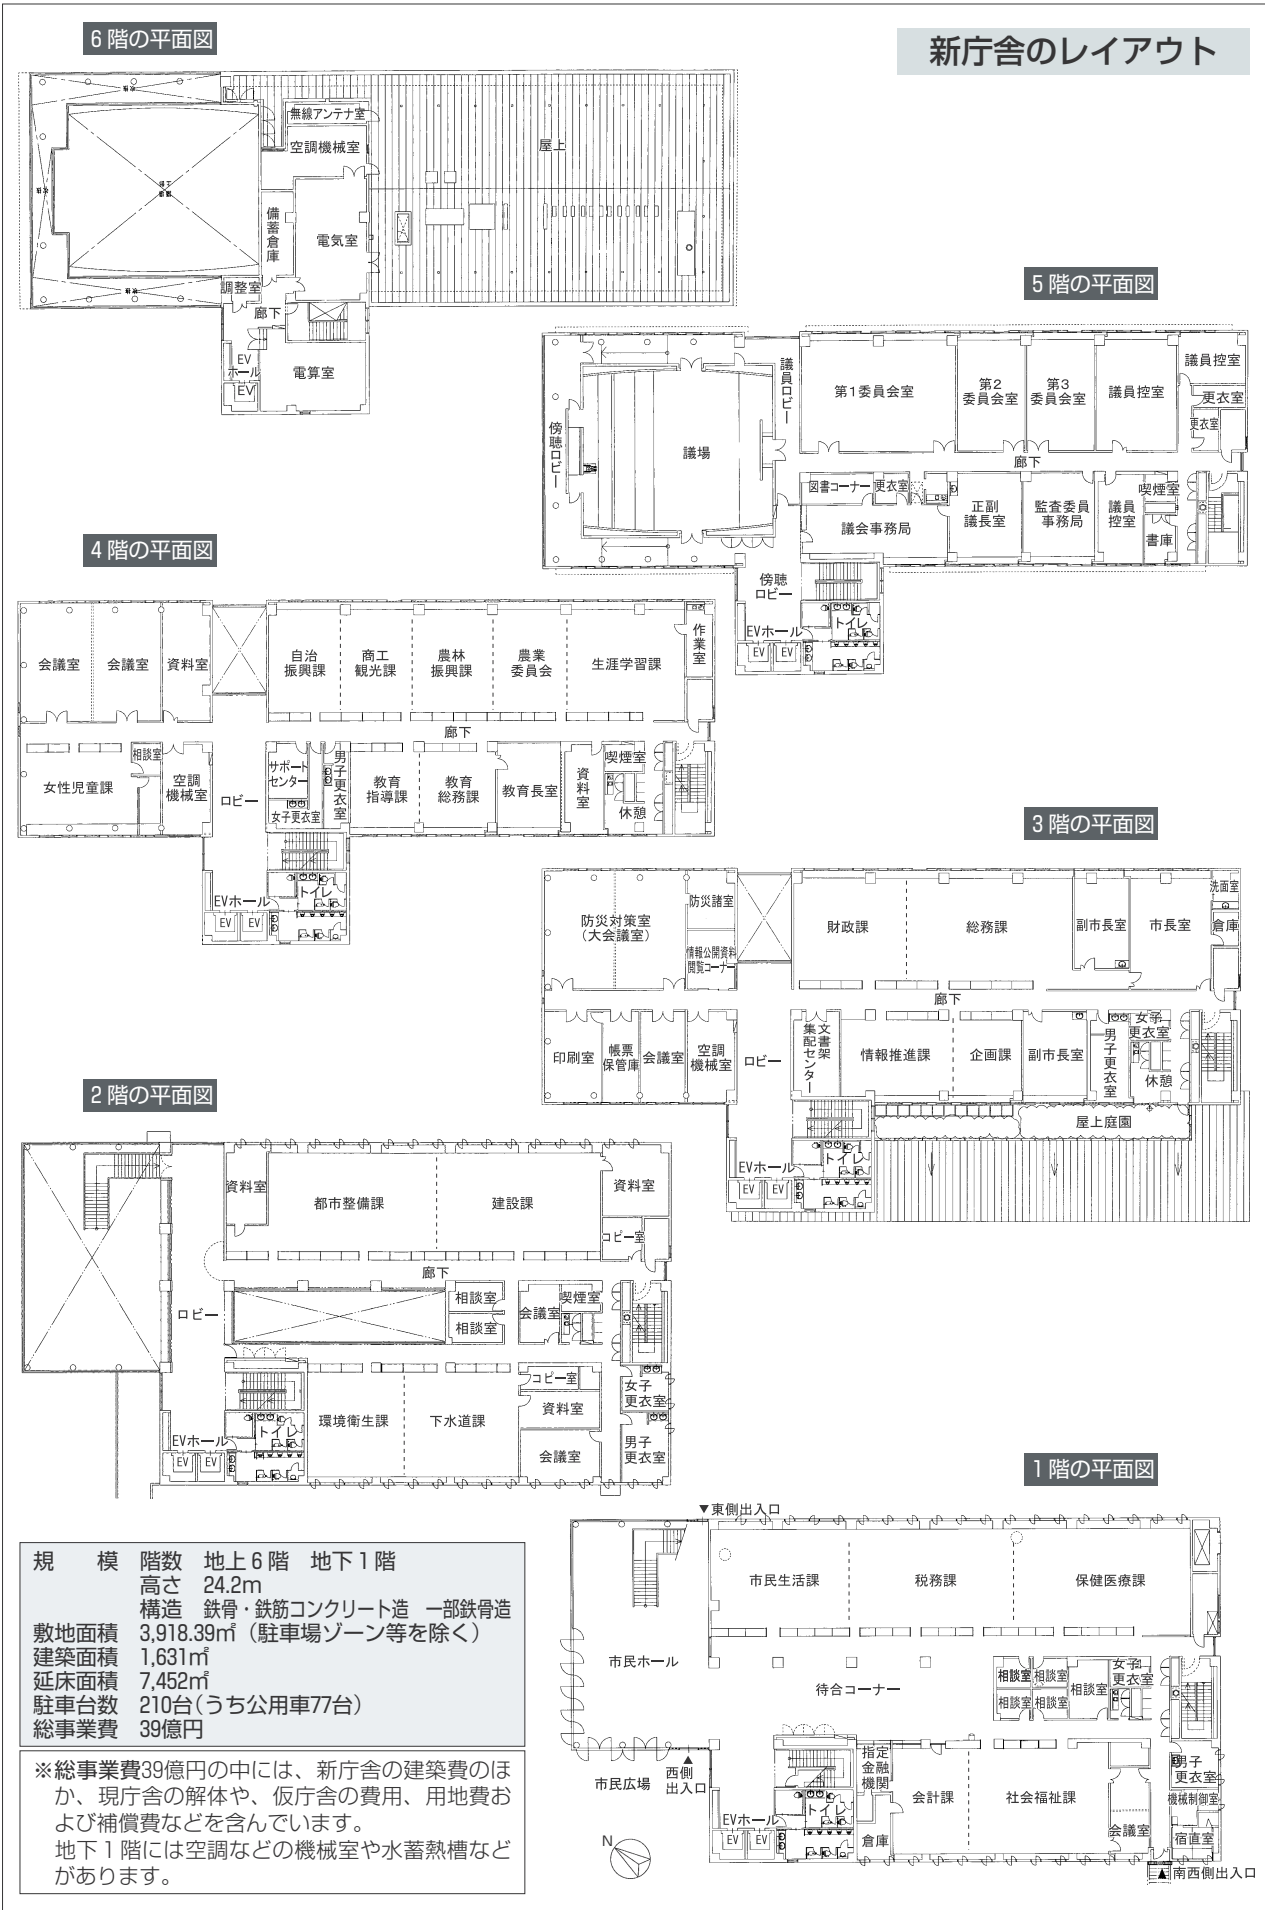 新庁舎のレイアウト
6階の平面図
無線アンテナ室
空調機械室
屋上
備蓄倉庫
電気室
調整室
廊下
EV
ホール
EV
電算室
5階の平面図
傍聴ロビー
議場
議員ロビー
第1委員会室
第2
委員会室
第3
委員会室
議員控室
議員控室
更衣室
更衣室
廊下
図書コーナー
更衣室
議会事務局
正副
議長室
監査委員
事務局
議員
控室
喫煙室
書庫
傍聴
ロビー
EVホール
トイレ
EV
EV
4階の平面図
会議室
会議室
資料室
自治
振興課
商工
観光課
農林
振興課
農業
委員会
生涯学習課
作業室
廊下
女性児童課
相談室
空調
機械室
ロビー
サポート
センター
女子更衣室
男子更衣室
教育
指導課
教育
総務課
教育長室
資料室
喫煙室
休憩
EVホール
トイレ
EV
EV
3階の平面図
防災対策室
(大会議室)
防災諸室
情報公開資料
閲覧コーナー
財政課
総務課
副市長室
市長室
洗面室
倉庫
廊下
印刷室
帳票
保管庫
会議室
空調
機械室
ロビー
文書架
集配センター
情報推進課
企画課
副市長室
男子更衣室
女子
更衣室
休憩
屋上庭園
EVホール
トイレ
EV
EV
2階の平面図
資料室
都市整備課
建設課
資料室
コピー室
廊下
ロビー
相談室
相談室
会議室
喫煙室
環境衛生課
下水道課
コピー室
資料室
会議室
女子
更衣室
男子
更衣室
EVホール
トイレ
EV
EV
1階の平面図
▼東側出入口
市民生活課
税務課
保健医療課
市民ホール
待合コーナー
相談室
相談室
相談室
相談室
相談室
女子
更衣室
市民広場
▲
西側
出入口
指定
金融
機関
会計課
社会福祉課
男子
更衣室
機械制御室
会議室
宿直室
倉庫
EVホール
トイレ
EV
EV
N
▲南西側出入口
規　模　階数　地上6階　地下1階
高さ　24.2m
構造　鉄骨・鉄筋コンクリート造　一部鉄骨造
敷地面積　3,918.39㎡（駐車場ゾーン等を除く）
建築面積　1,631㎡
延床面積　7,452㎡
駐車台数　210台（うち公用車77台）
総事業費　39億円
※総事業費39億円の中には、新庁舎の建築費のほ
か、現庁舎の解体や、仮庁舎の費用、用地費お
よび補償費などを含んでいます。
地下1階には空調などの機械室や水蓄熱槽など
があります。